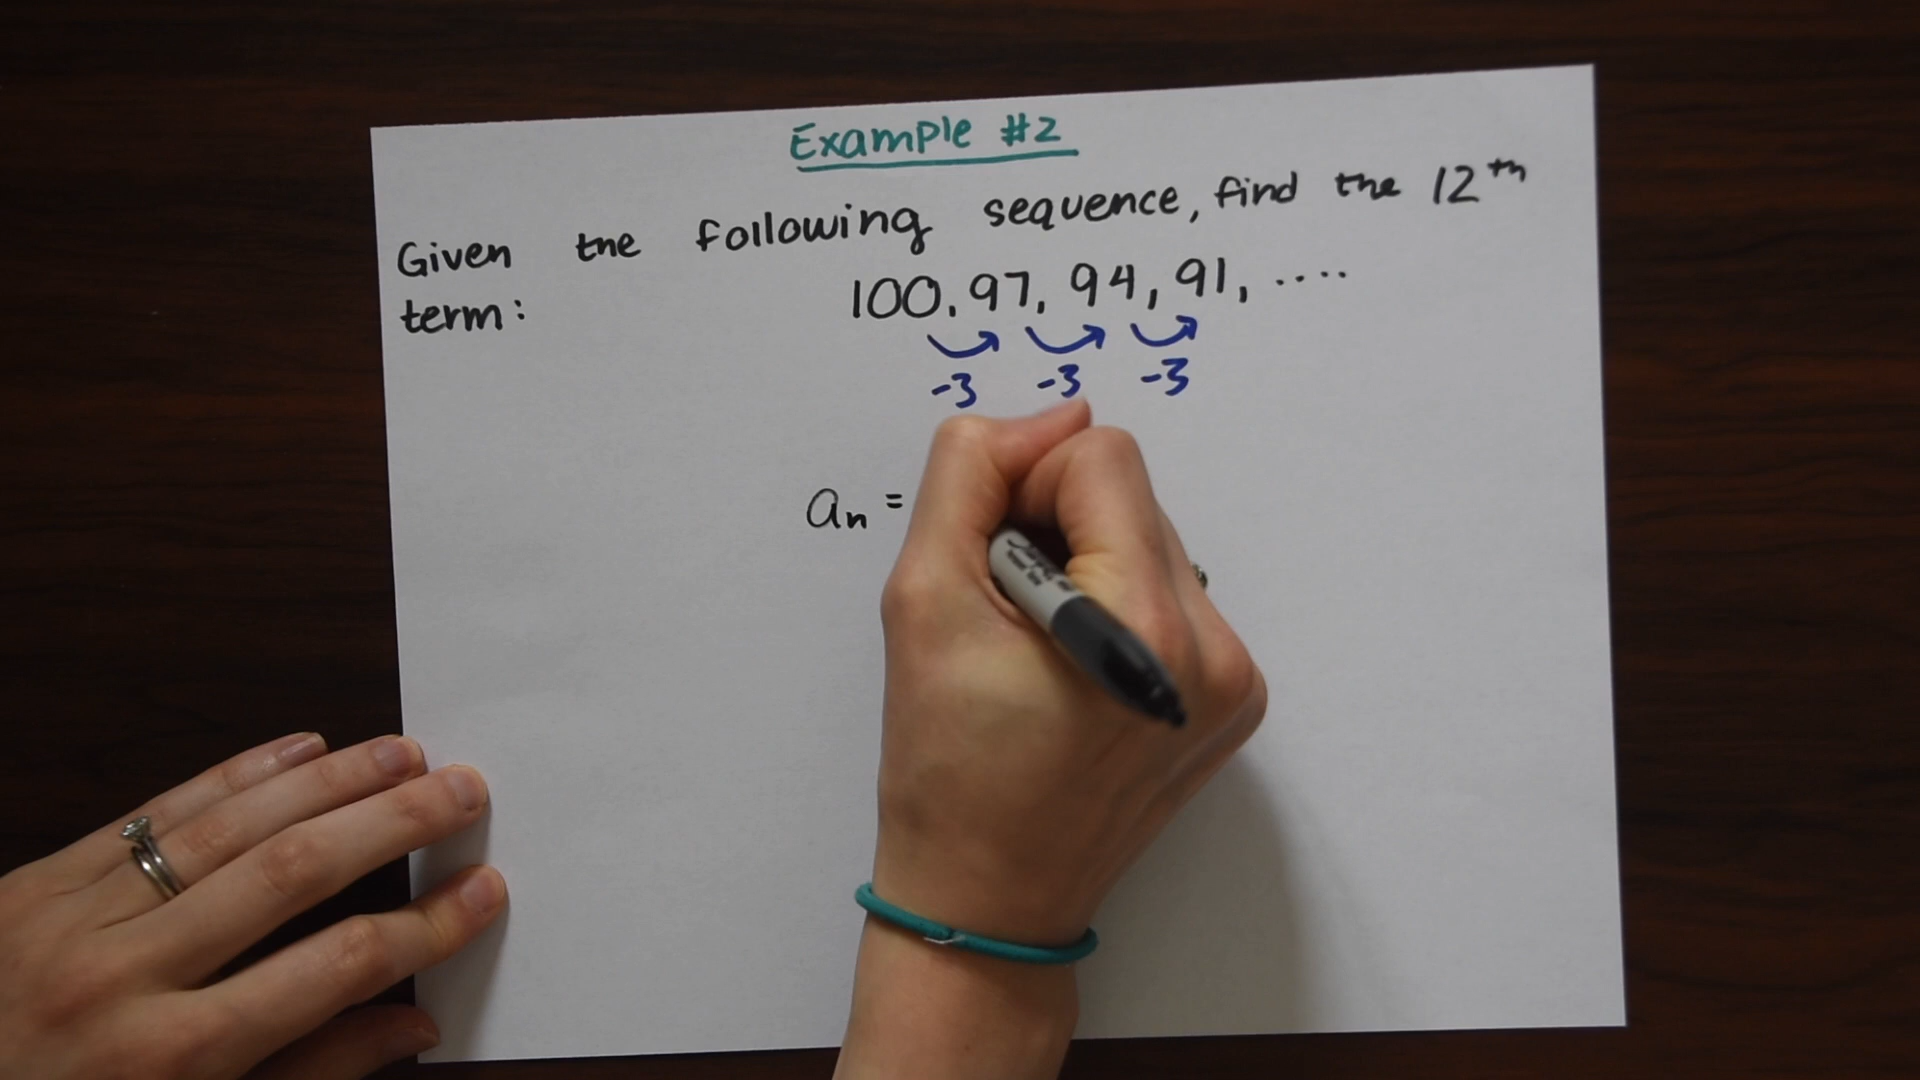 Example #2
Given the following sequence, find the 12th
term: 100, 97, 94, 91, ....
-3 -3 -3
an =